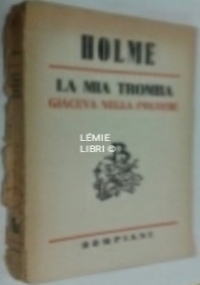 HOLME
LA MIA TROMBA
GIACEVA NELLA POLVERE
LÉMIE
LIBRI ©
BOMPIANI